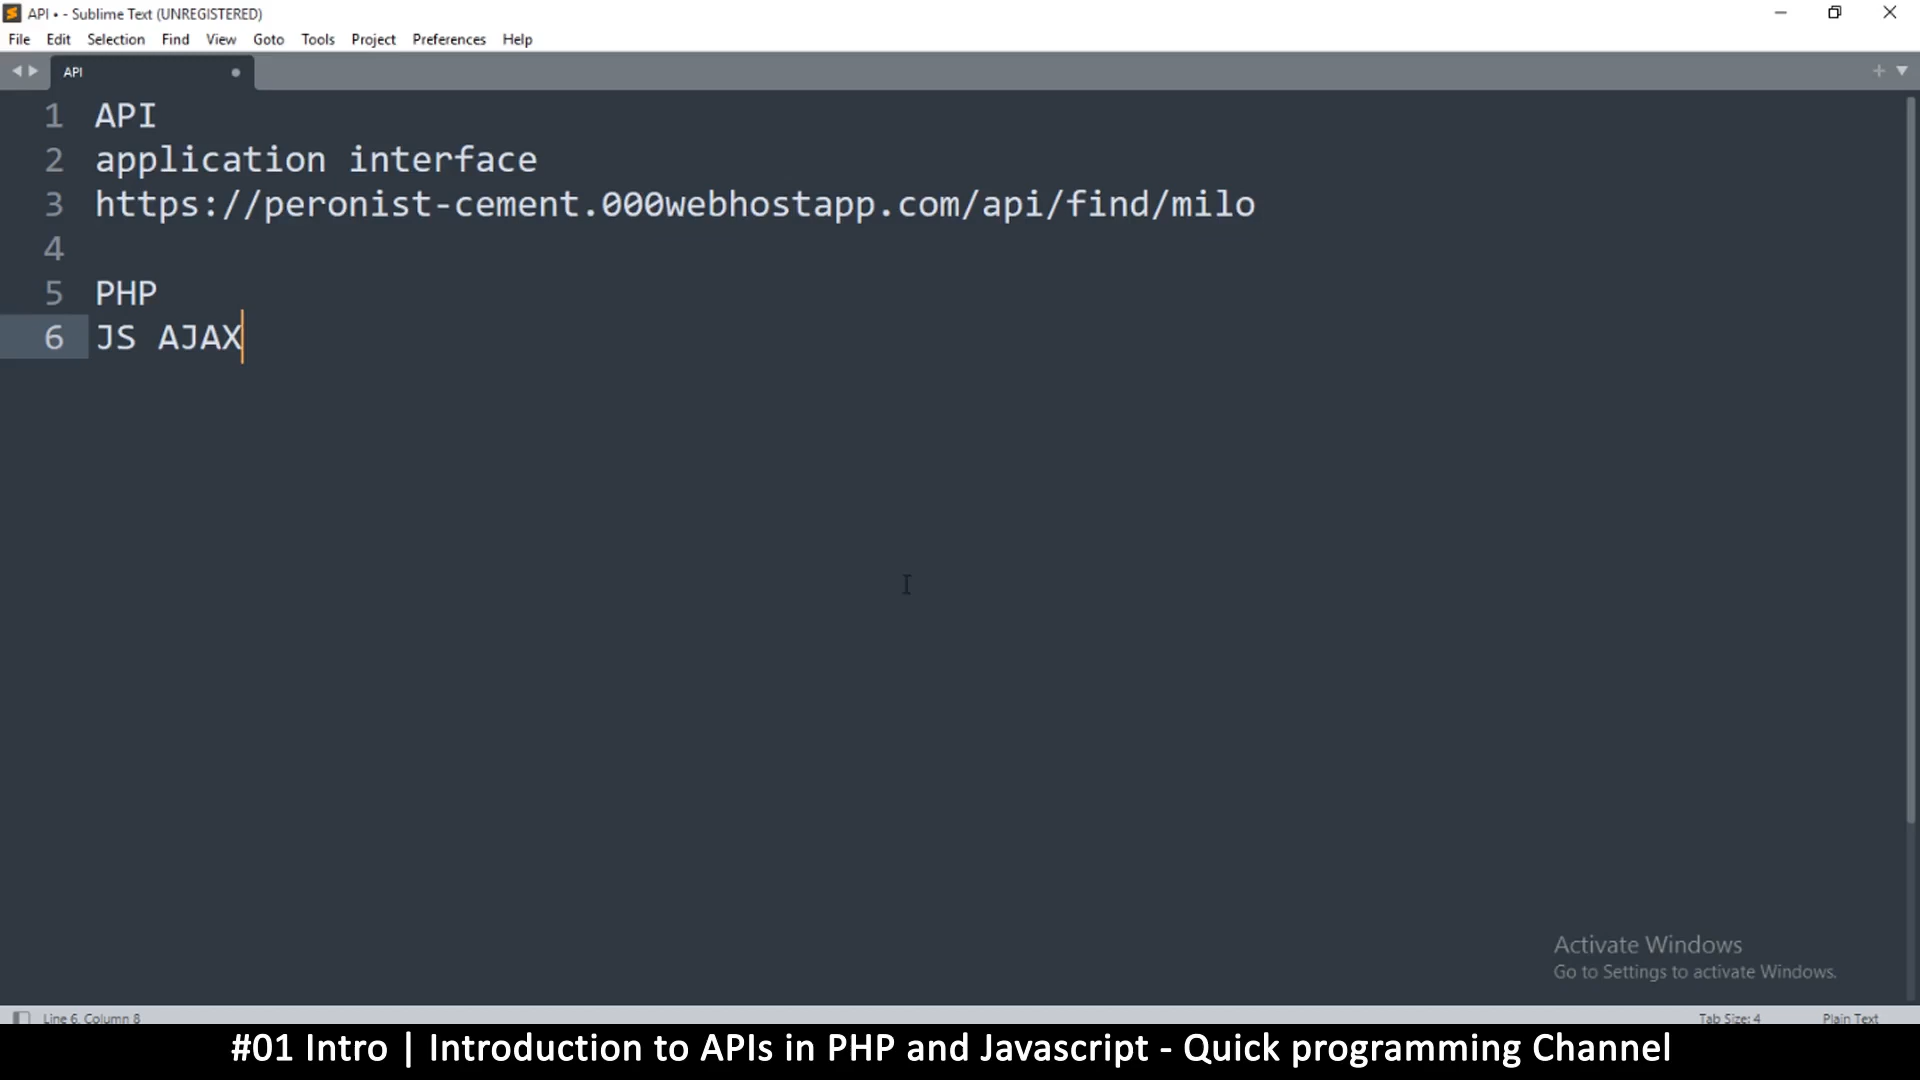 API • - Sublime Text (UNREGISTERED)
File Edit Selection Find View Goto Tools Project Preferences Help
API
1 API
2 application interface
3 https://peronist-cement.000webhostapp.com/api/find/milo
4
5 PHP
6 JS AJAX
Activate Windows
Go to Settings to activate Windows.
Line 6, Column 8 Tab Size: 4 Plain Text
#01 Intro | Introduction to APIs in PHP and Javascript - Quick programming Channel